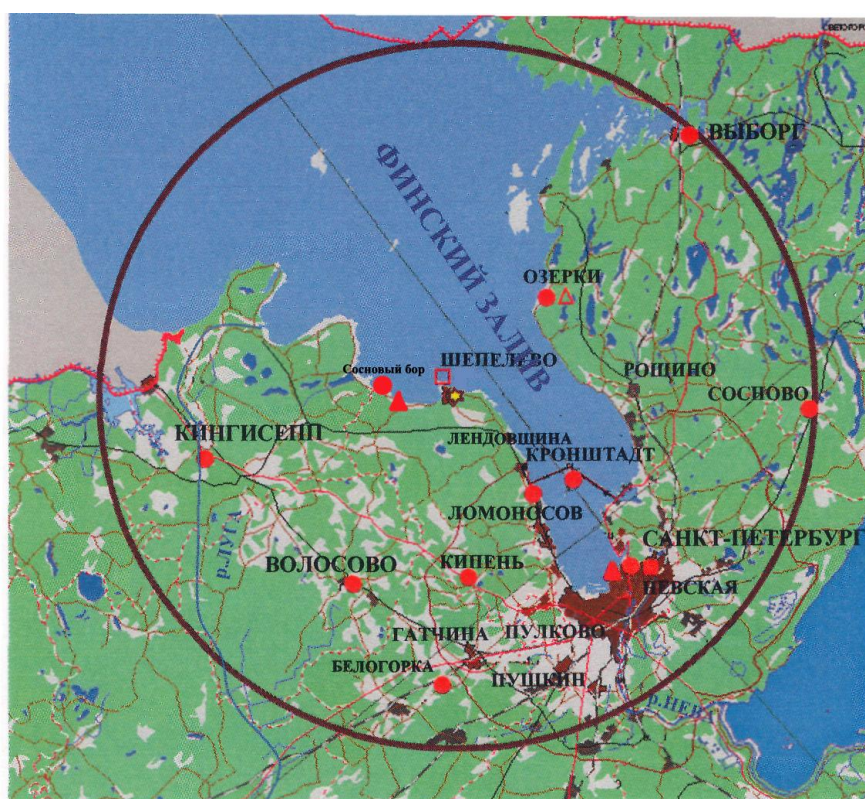 СВЕТОГОРС
ВЫБОРГ
ФИНСКИЙ ЗАЛИВ
ОЗЕРКИ
ШЕПЕЛЕВО
Сосновый бор
РОЩИНО
СОСНОВО
КИНГИСЕПП
ЛЕНДОВЩИНА
КРОНШТАДТ
ЛОМОНОСОВ
р.ЛУГА
САНКТ-ПЕТЕРБУРГ
ВОЛОСОВО
КИПЕНЬ
НЕВСКАЯ
ГАТЧИНА
ПУЛКОВО
БЕЛОГОРКА
ПУШКИН
р.НЕВА